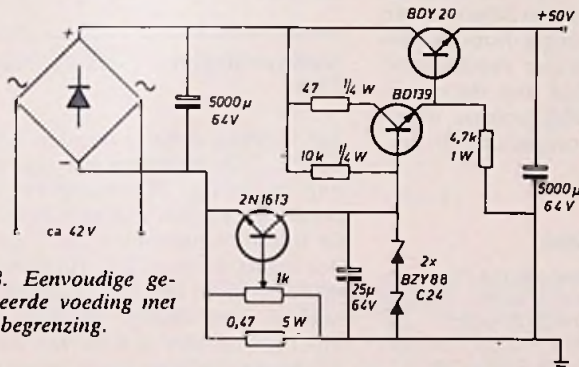 BDY 20
+50V
+
5000µ
64V
47 ¼ W
BD139
10k ¼ W
4,7k
1W
5000µ
64V
−
2N1613
ca 42V
1k
25µ
64V
2x
BZY88
C24
0,47 5W
Eenvoudige ge-
eerde voeding met
begrenzing.